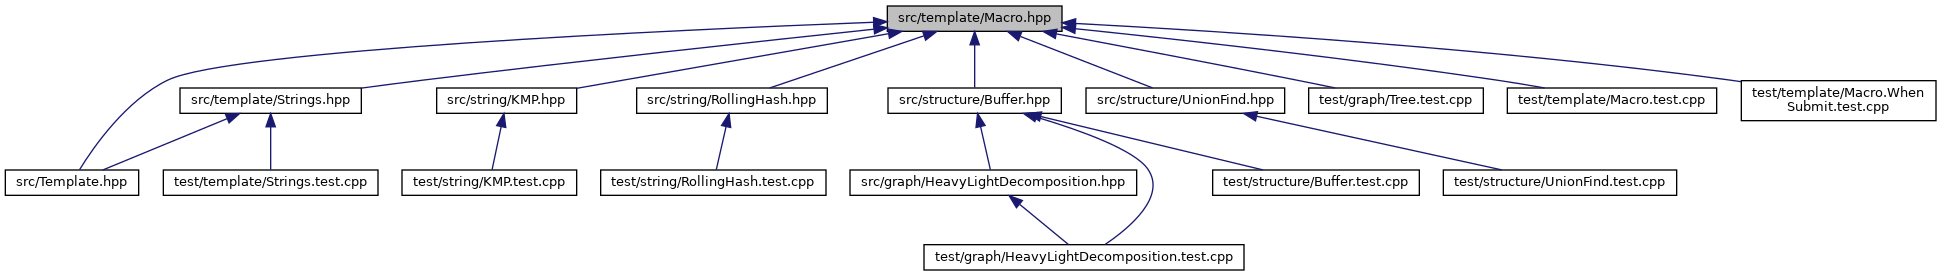 src/template/Macro.hpp
src/template/Strings.hpp
src/string/KMP.hpp
src/string/RollingHash.hpp
src/structure/Buffer.hpp
src/structure/UnionFind.hpp
test/graph/Tree.test.cpp
test/template/Macro.test.cpp
test/template/Macro.When
Submit.test.cpp
src/Template.hpp
test/template/Strings.test.cpp
test/string/KMP.test.cpp
test/string/RollingHash.test.cpp
src/graph/HeavyLightDecomposition.hpp
test/structure/Buffer.test.cpp
test/structure/UnionFind.test.cpp
test/graph/HeavyLightDecomposition.test.cpp